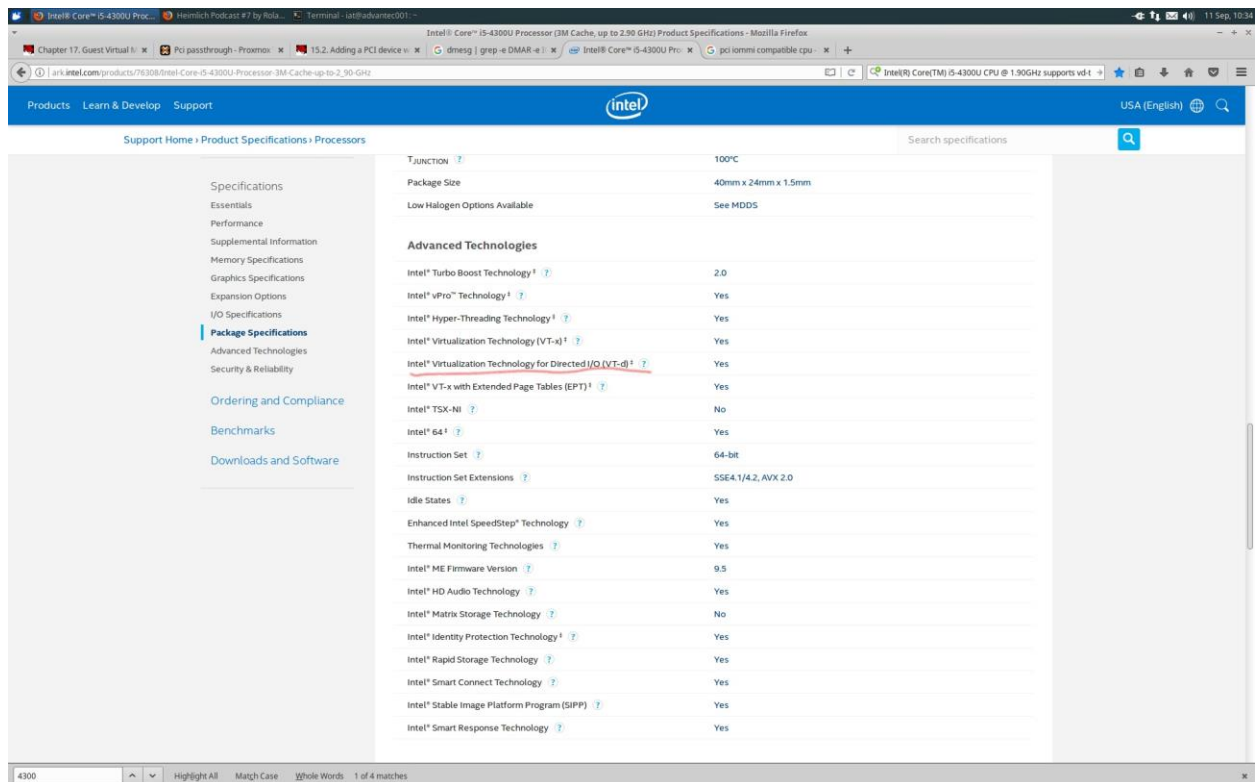 Intel® Core™ i5-4300U Proc... Heimlich Podcast #7 by Rola... Terminal - iat@advantec001: ~ 11 Sep, 10:34
Intel® Core™ i5-4300U Processor (3M Cache, up to 2.90 GHz) Product Specifications - Mozilla Firefox
Chapter 17. Guest Virtual M Pci passthrough - Proxmox 15.2. Adding a PCI device w dmesg | grep -e DMAR -e I Intel® Core™ i5-4300U Proc pci iommi compatible cpu -
ark.intel.com/products/76308/Intel-Core-i5-4300U-Processor-3M-Cache-up-to-2_90-GHz Intel(R) Core(TM) i5-4300U CPU @ 1.90GHz supports vd-t
Products Learn & Develop Support intel USA (English)
Support Home › Product Specifications › Processors Search specifications
Specifications
Essentials
Performance
Supplemental Information
Memory Specifications
Graphics Specifications
Expansion Options
I/O Specifications
Package Specifications
Advanced Technologies
Security & Reliability
Ordering and Compliance
Benchmarks
Downloads and Software
TJUNCTION ? 100°C
Package Size 40mm x 24mm x 1.5mm
Low Halogen Options Available See MDDS
Advanced Technologies
Intel® Turbo Boost Technology ‡ ? 2.0
Intel® vPro™ Technology ‡ ? Yes
Intel® Hyper-Threading Technology ‡ ? Yes
Intel® Virtualization Technology (VT-x) ‡ ? Yes
Intel® Virtualization Technology for Directed I/O (VT-d) ‡ ? Yes
Intel® VT-x with Extended Page Tables (EPT) ‡ ? Yes
Intel® TSX-NI ? No
Intel® 64 ‡ ? Yes
Instruction Set ? 64-bit
Instruction Set Extensions ? SSE4.1/4.2, AVX 2.0
Idle States ? Yes
Enhanced Intel SpeedStep® Technology ? Yes
Thermal Monitoring Technologies ? Yes
Intel® ME Firmware Version ? 9.5
Intel® HD Audio Technology ? Yes
Intel® Matrix Storage Technology ? No
Intel® Identity Protection Technology ‡ ? Yes
Intel® Rapid Storage Technology ? Yes
Intel® Smart Connect Technology ? Yes
Intel® Stable Image Platform Program (SIPP) ? Yes
Intel® Smart Response Technology ? Yes
4300 Highlight All Match Case Whole Words 1 of 4 matches